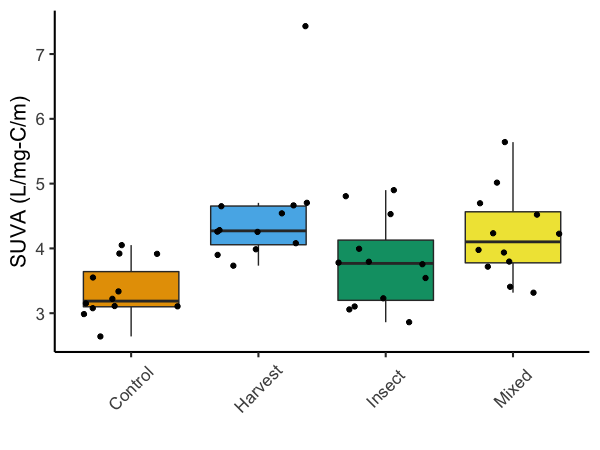 SUVA (L/mg-C/m)
7
6
5
4
3
Control
Harvest
Insect
Mixed